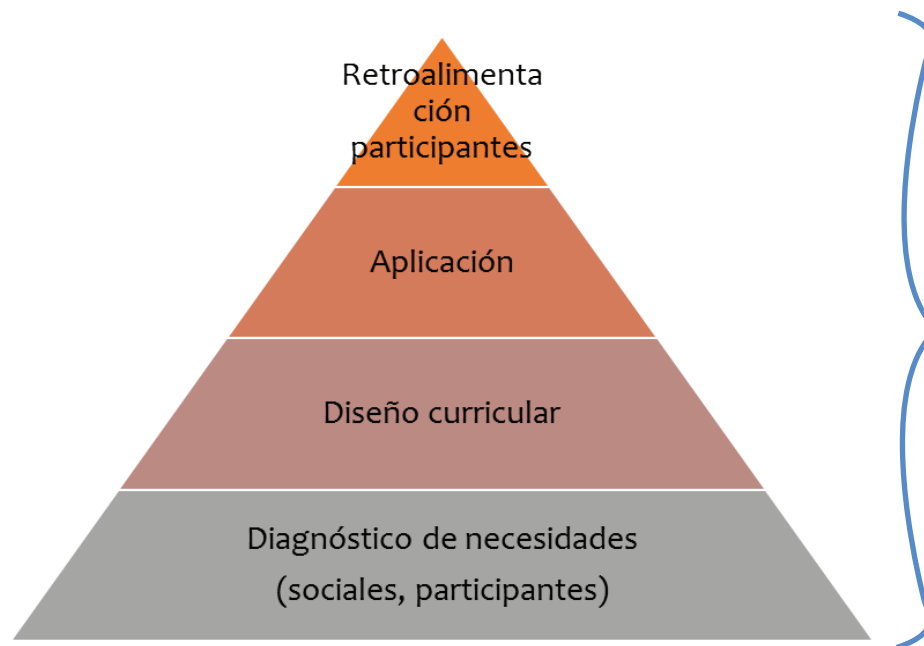 Retroalimenta
ción
participantes
Aplicación
Diseño curricular
Diagnóstico de necesidades
(sociales, participantes)